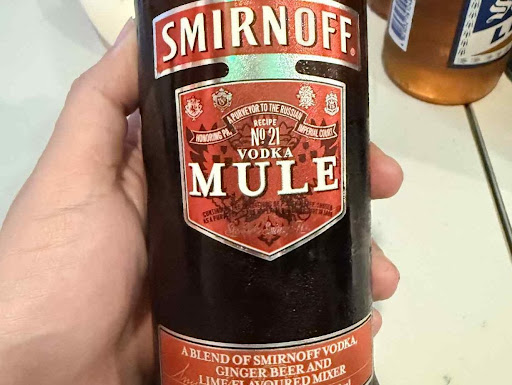 SMIRNOFF
A PURVEYOR TO THE RUSSIAN
IMPERIAL COURT
RECIPE
Nº 21
VODKA
MULE
A BLEND OF SMIRNOFF VODKA,
GINGER BEER AND
LIME FLAVOURED MIXER